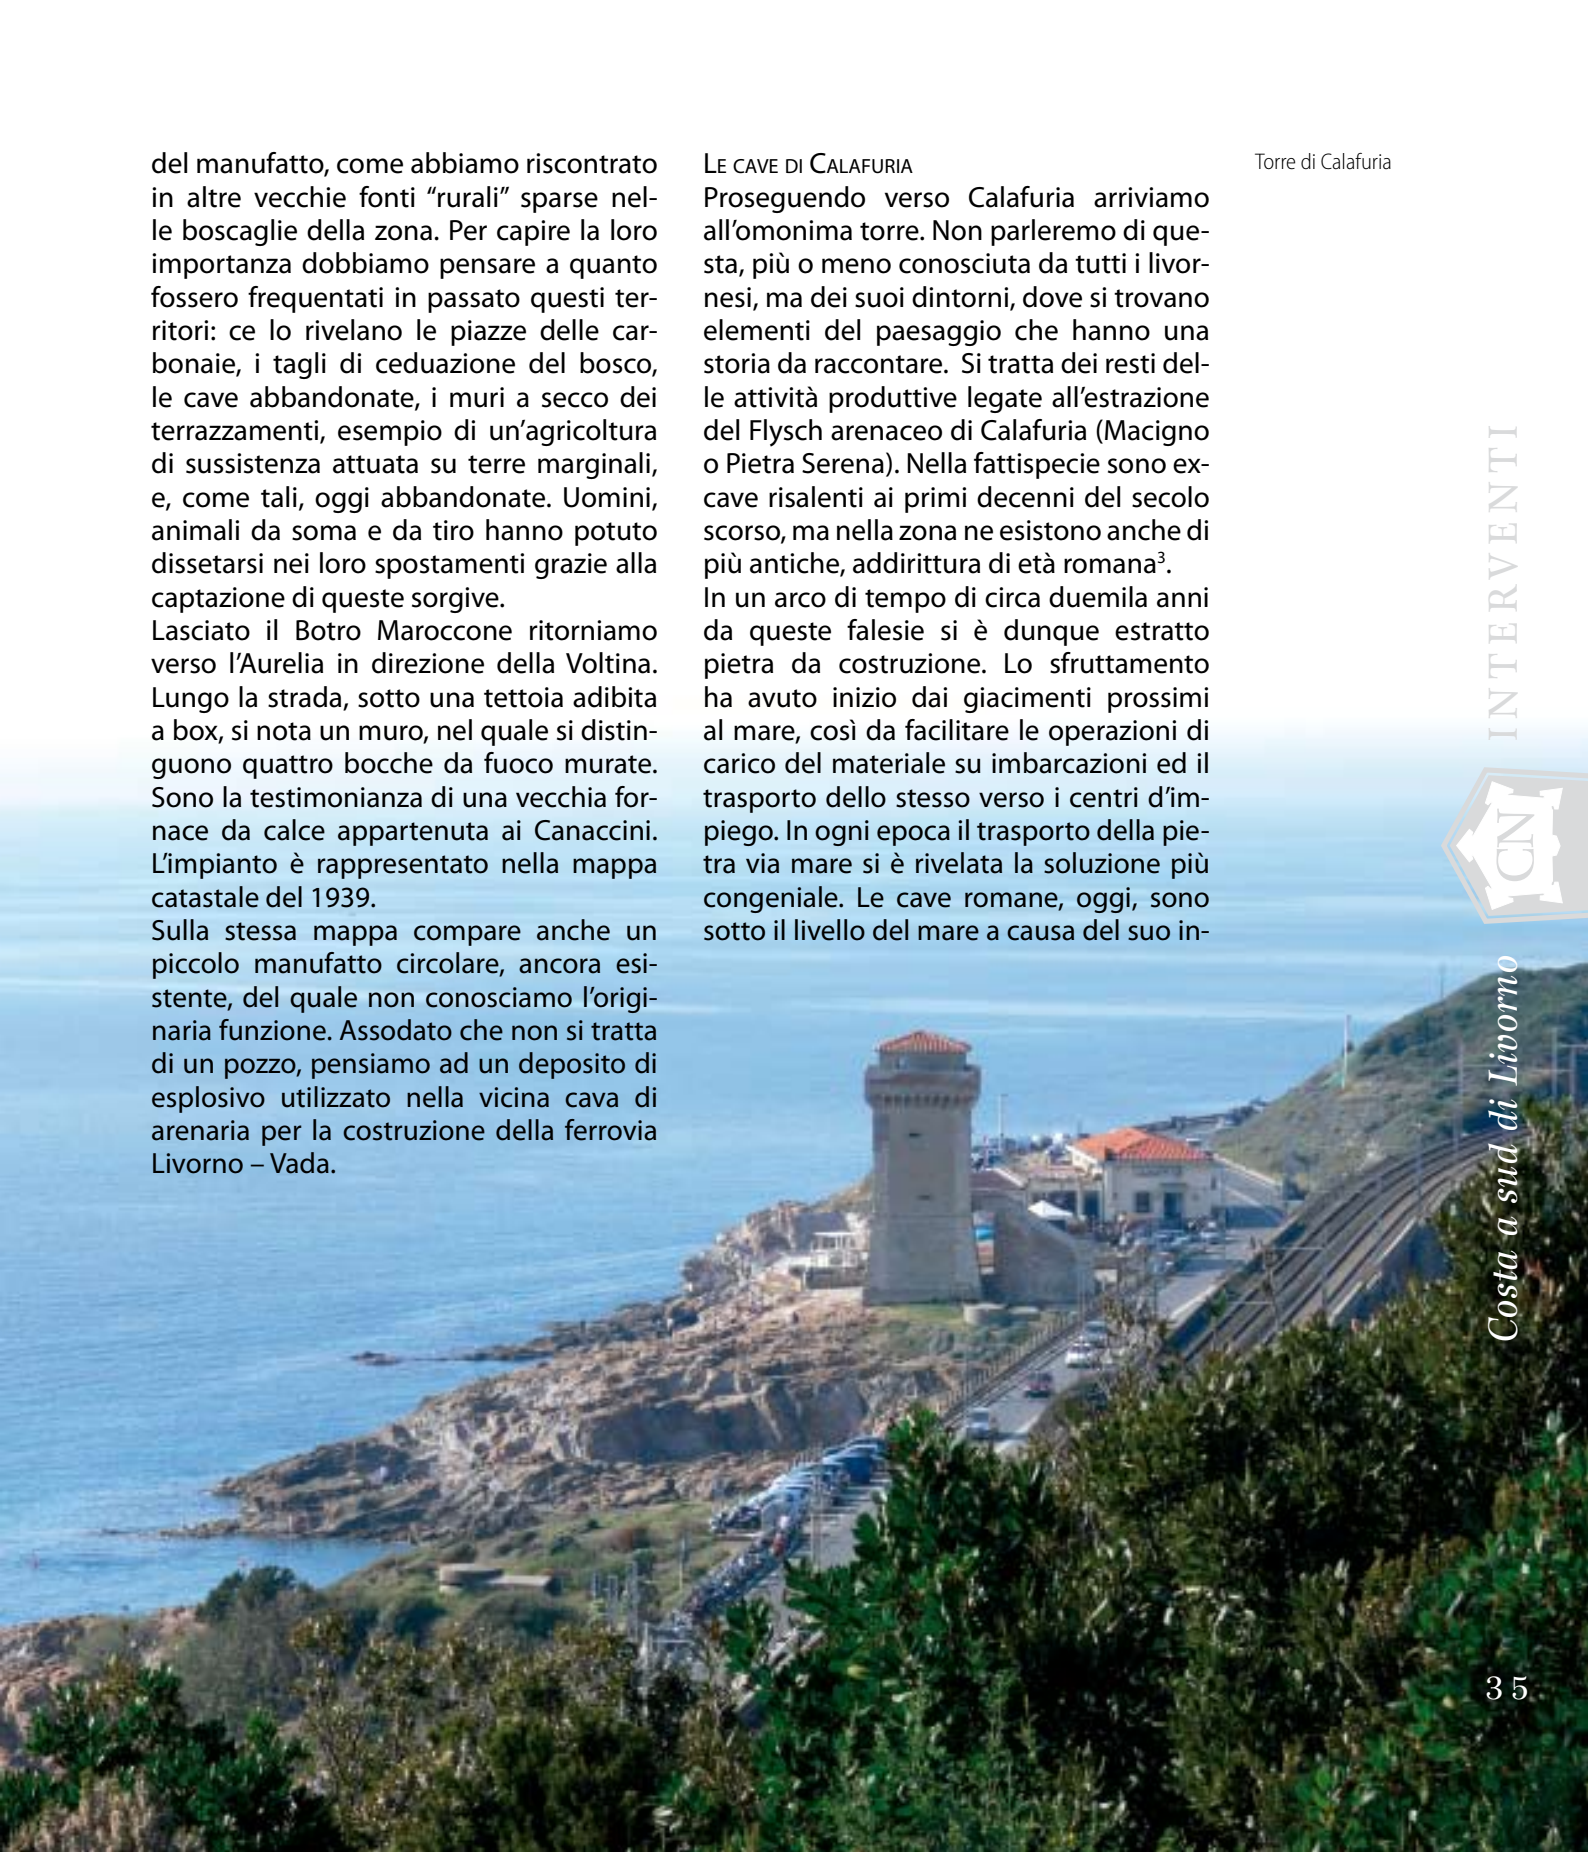 del manufatto, come abbiamo riscontrato
in altre vecchie fonti “rurali” sparse nel-
le boscaglie della zona. Per capire la loro
importanza dobbiamo pensare a quanto
fossero frequentati in passato questi ter-
ritori: ce lo rivelano le piazze delle car-
bonaie, i tagli di ceduazione del bosco,
le cave abbandonate, i muri a secco dei
terrazzamenti, esempio di un’agricoltura
di sussistenza attuata su terre marginali,
e, come tali, oggi abbandonate. Uomini,
animali da soma e da tiro hanno potuto
dissetarsi nei loro spostamenti grazie alla
captazione di queste sorgive.
Lasciato il Botro Maroccone ritorniamo
verso l’Aurelia in direzione della Voltina.
Lungo la strada, sotto una tettoia adibita
a box, si nota un muro, nel quale si distin-
guono quattro bocche da fuoco murate.
Sono la testimonianza di una vecchia for-
nace da calce appartenuta ai Canaccini.
L’impianto è rappresentato nella mappa
catastale del 1939.
Sulla stessa mappa compare anche un
piccolo manufatto circolare, ancora esi-
stente, del quale non conosciamo l’origi-
naria funzione. Assodato che non si tratta
di un pozzo, pensiamo ad un deposito di
esplosivo utilizzato nella vicina cava di
arenaria per la costruzione della ferrovia
Livorno – Vada.
Le cave di Calafuria
Proseguendo verso Calafuria arriviamo
all’omonima torre. Non parleremo di que-
sta, più o meno conosciuta da tutti i livor-
nesi, ma dei suoi dintorni, dove si trovano
elementi del paesaggio che hanno una
storia da raccontare. Si tratta dei resti del-
le attività produttive legate all’estrazione
del Flysch arenaceo di Calafuria (Macigno
o Pietra Serena). Nella fattispecie sono ex-
cave risalenti ai primi decenni del secolo
scorso, ma nella zona ne esistono anche di
più antiche, addirittura di età romana³.
In un arco di tempo di circa duemila anni
da queste falesie si è dunque estratto
pietra da costruzione. Lo sfruttamento
ha avuto inizio dai giacimenti prossimi
al mare, così da facilitare le operazioni di
carico del materiale su imbarcazioni ed il
trasporto dello stesso verso i centri d’im-
piego. In ogni epoca il trasporto della pie-
tra via mare si è rivelata la soluzione più
congeniale. Le cave romane, oggi, sono
sotto il livello del mare a causa del suo in-
Torre di Calafuria
INTERVENTI
CN
Costa a sud di Livorno
35